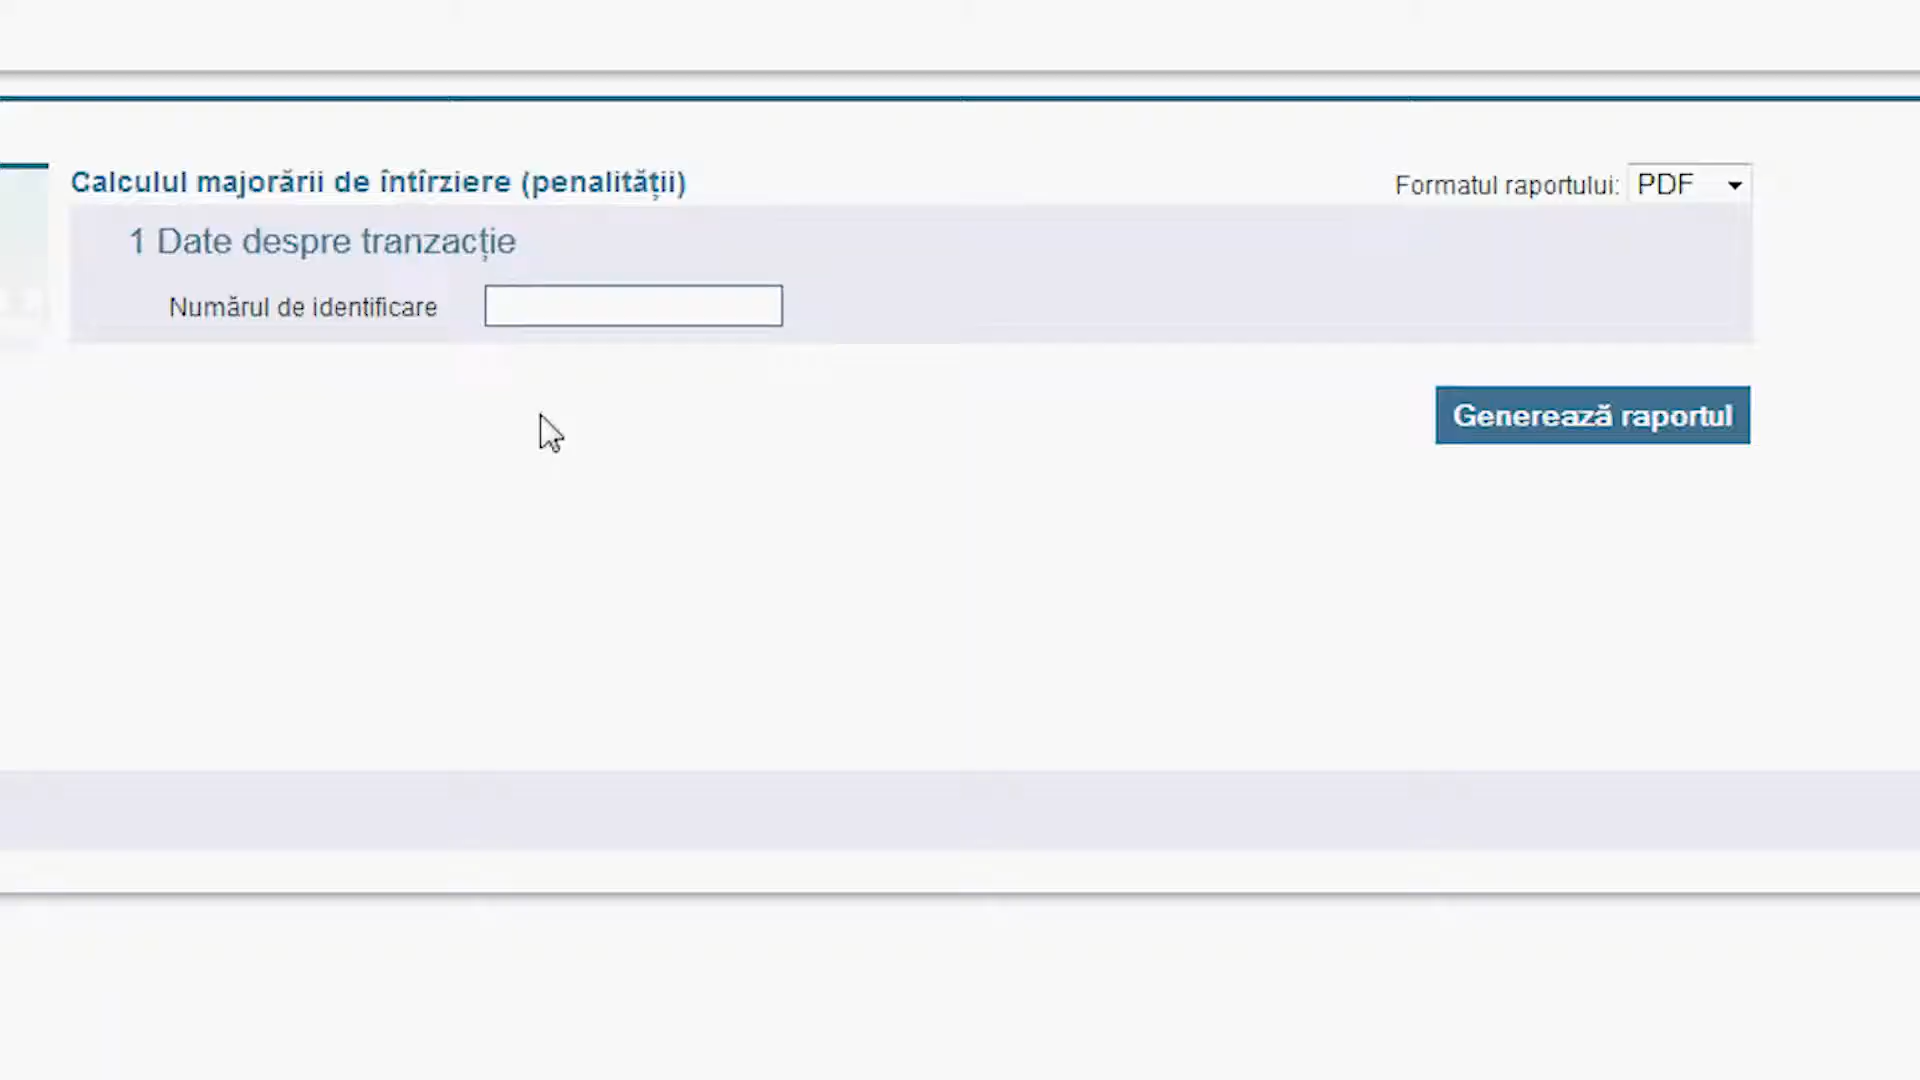 Calculul majorării de întîrziere (penalității)
Formatul raportului: PDF
1 Date despre tranzacție
Numărul de identificare
Generează raportul